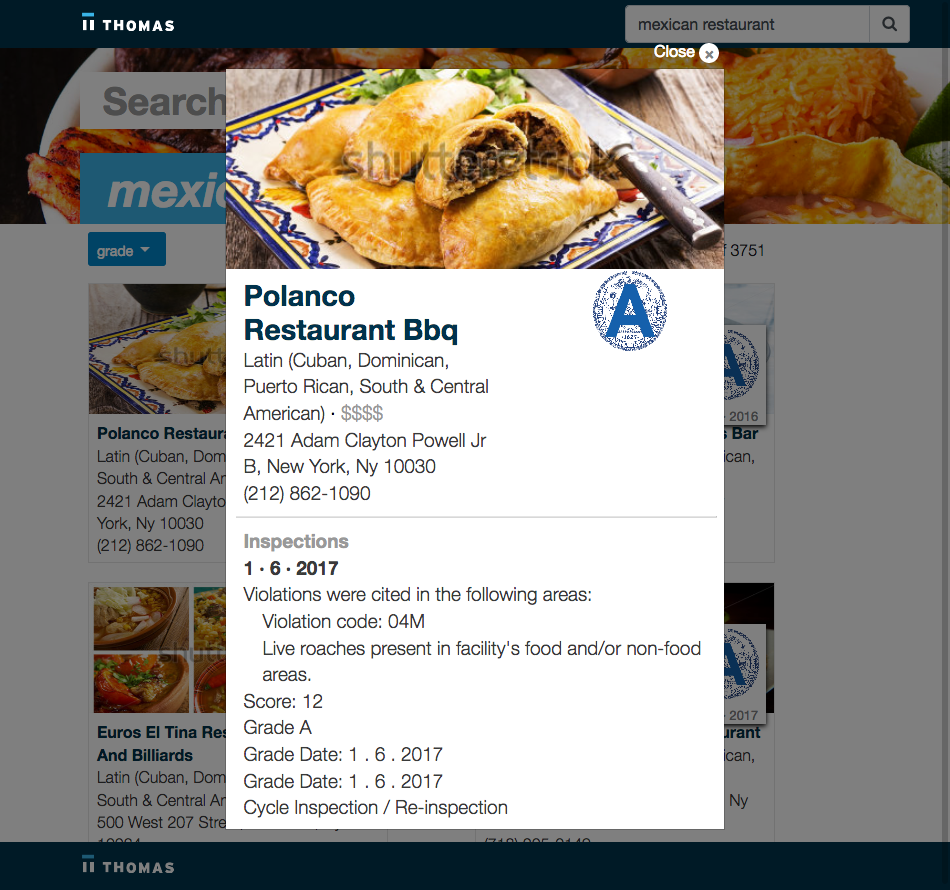 THOMAS
mexican restaurant
Close
Search
mexic
grade
3751
shutterstock
Polanco
Restaurant Bbq
A
1625
Latin (Cuban, Dominican,
Puerto Rican, South & Central
American) · $$$$
2421 Adam Clayton Powell Jr
B, New York, Ny 10030
(212) 862-1090
Inspections
1 · 6 · 2017
Violations were cited in the following areas:
Violation code: 04M
Live roaches present in facility's food and/or non-food
areas.
Score: 12
Grade A
Grade Date: 1 . 6 . 2017
Grade Date: 1 . 6 . 2017
Cycle Inspection / Re-inspection
Polanco Restaura
Latin (Cuban, Dom
South & Central Am
2421 Adam Clayto
York, Ny 10030
(212) 862-1090
A
· 2016
s Bar
ican,
Euros El Tina Res
And Billiards
Latin (Cuban, Dom
South & Central Ar
500 West 207 Stre
A
· 2017
urant
ican,
Ny
THOMAS